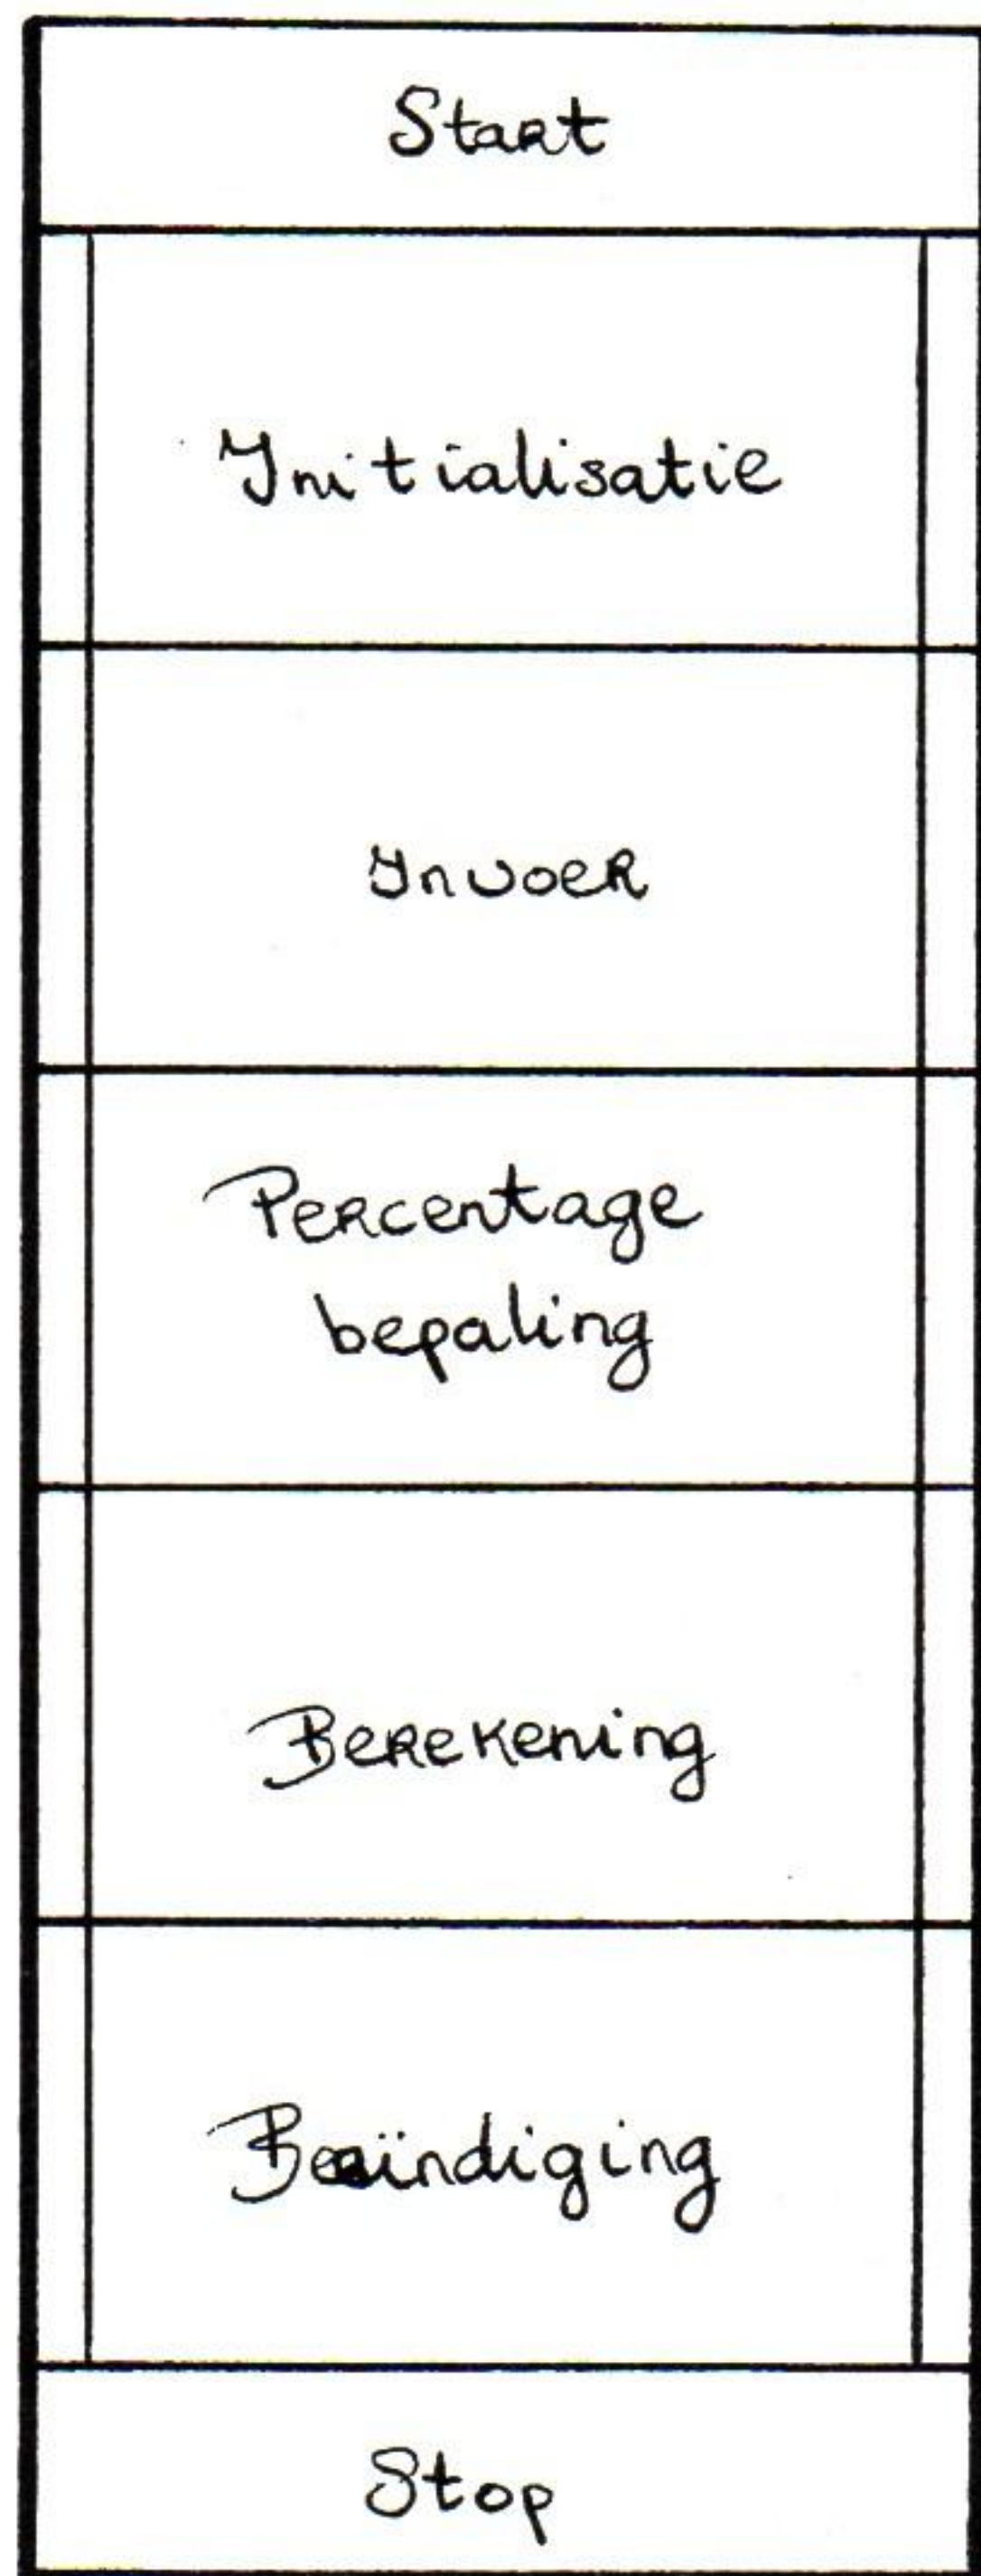 Start
Initialisatie
Invoer
Percentage
bepaling
Berekening
Beëindiging
Stop